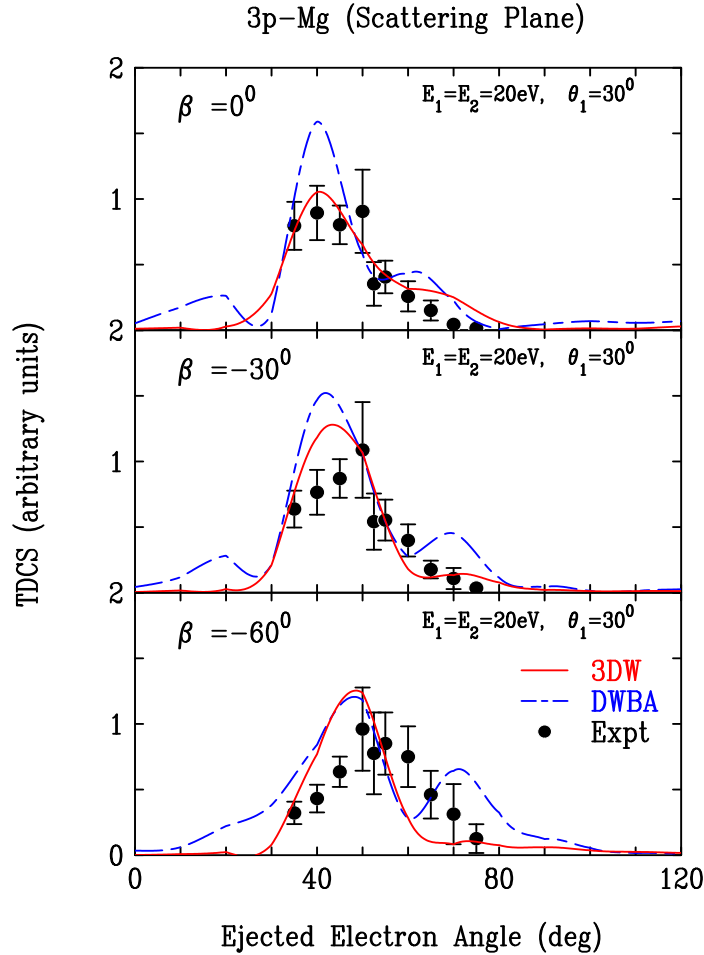 3p-Mg (Scattering Plane)
2
β =0⁰
E₁=E₂=20eV, θ₁=30⁰
1
2
β =-30⁰
E₁=E₂=20eV, θ₁=30⁰
1
TDCS (arbitrary units)
2
β =-60⁰
E₁=E₂=20eV, θ₁=30⁰
3DW
DWBA
Expt
1
0
0 40 80 120
Ejected Electron Angle (deg)